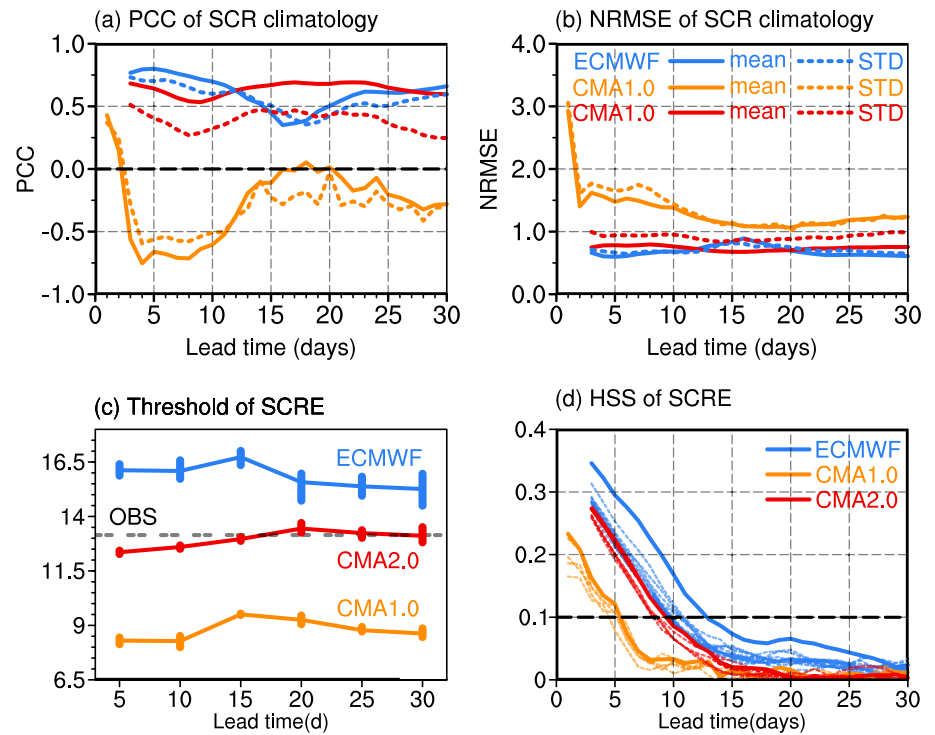 (a) PCC of SCR climatology
1.0
0.5
0.0
-0.5
-1.0
PCC
0 5 10 15 20 25 30
Lead time (days)
(b) NRMSE of SCR climatology
4.0
3.0
2.0
1.0
0.0
NRMSE
ECMWF mean STD
CMA1.0 mean STD
CMA1.0 mean STD
0 5 10 15 20 25 30
Lead time (days)
(c) Threshold of SCRE
16.5
14
11.5
9
6.5
ECMWF
OBS
CMA2.0
CMA1.0
5 10 15 20 25 30
Lead time(d)
(d) HSS of SCRE
0.4
0.3
0.2
0.1
0
ECMWF
CMA1.0
CMA2.0
0 5 10 15 20 25 30
Lead time(days)